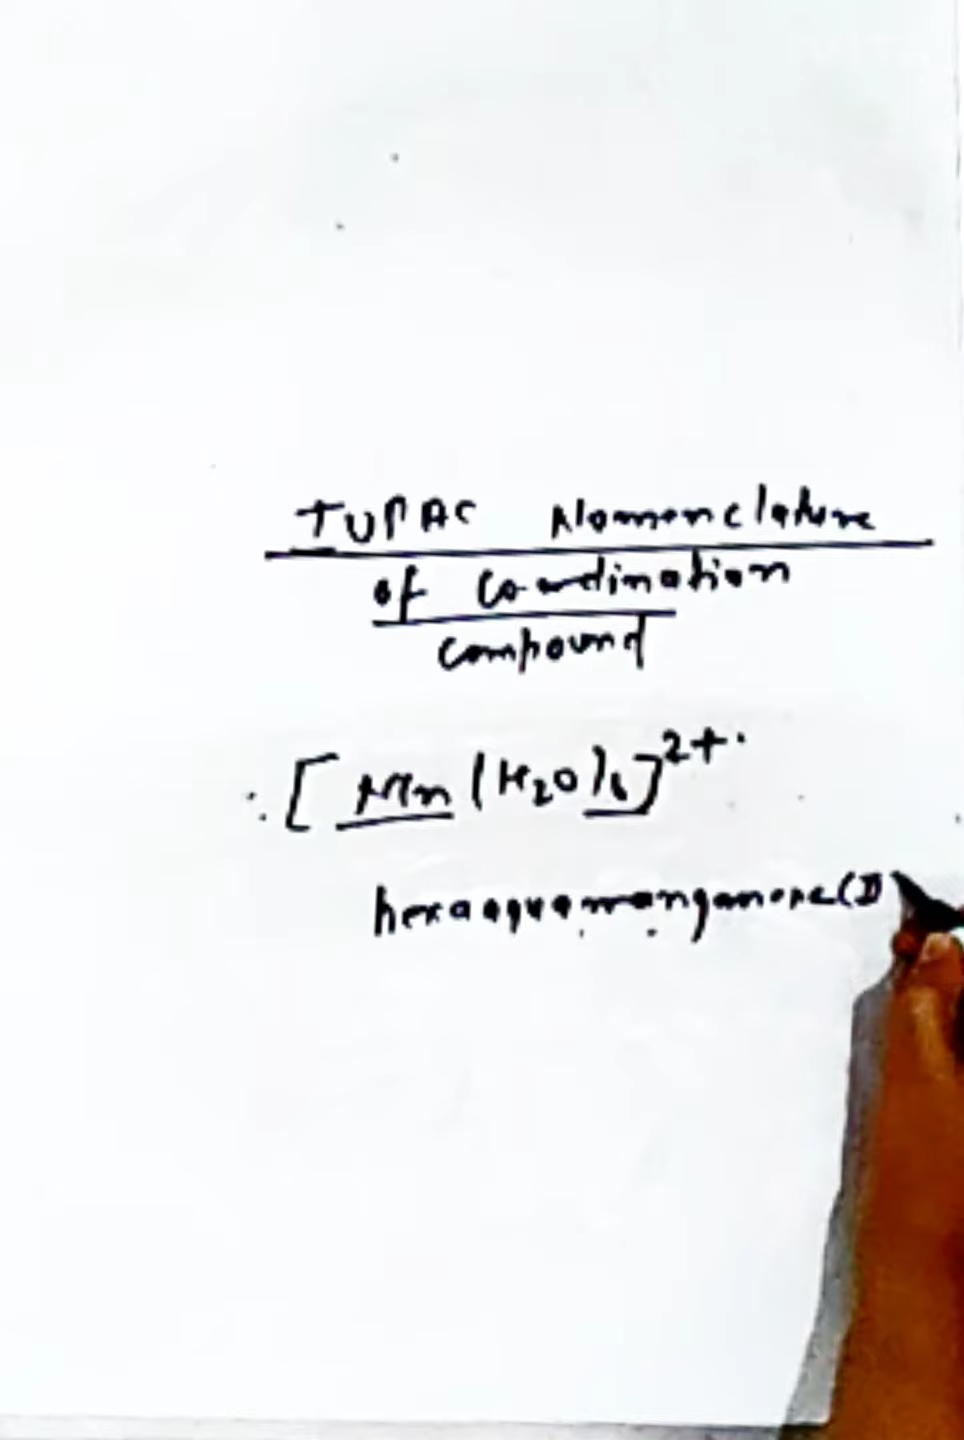 IUPAC Nomenclature
of Coordination
compound
[Mn(H₂O)₆]²⁺
hexaaquamanganese(II)